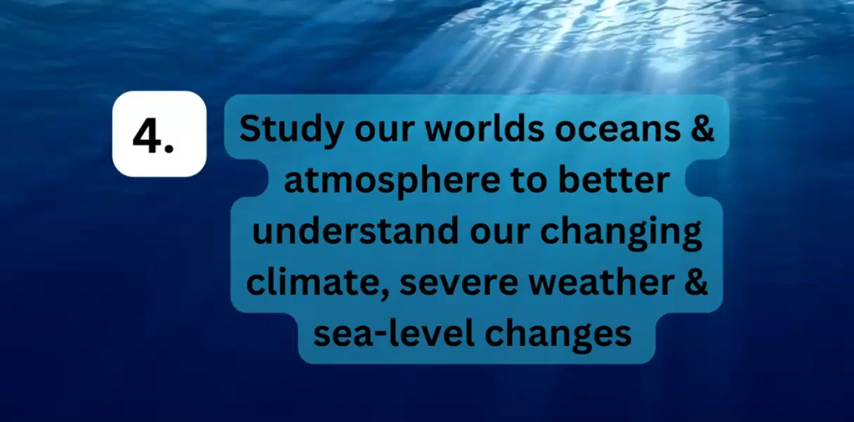 4.
Study our worlds oceans &
atmosphere to better
understand our changing
climate, severe weather &
sea-level changes